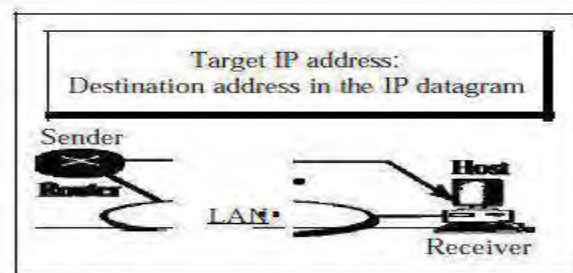 Target IP address:
Destination address in the IP datagram
Sender
Host
Router
LAN
Receiver